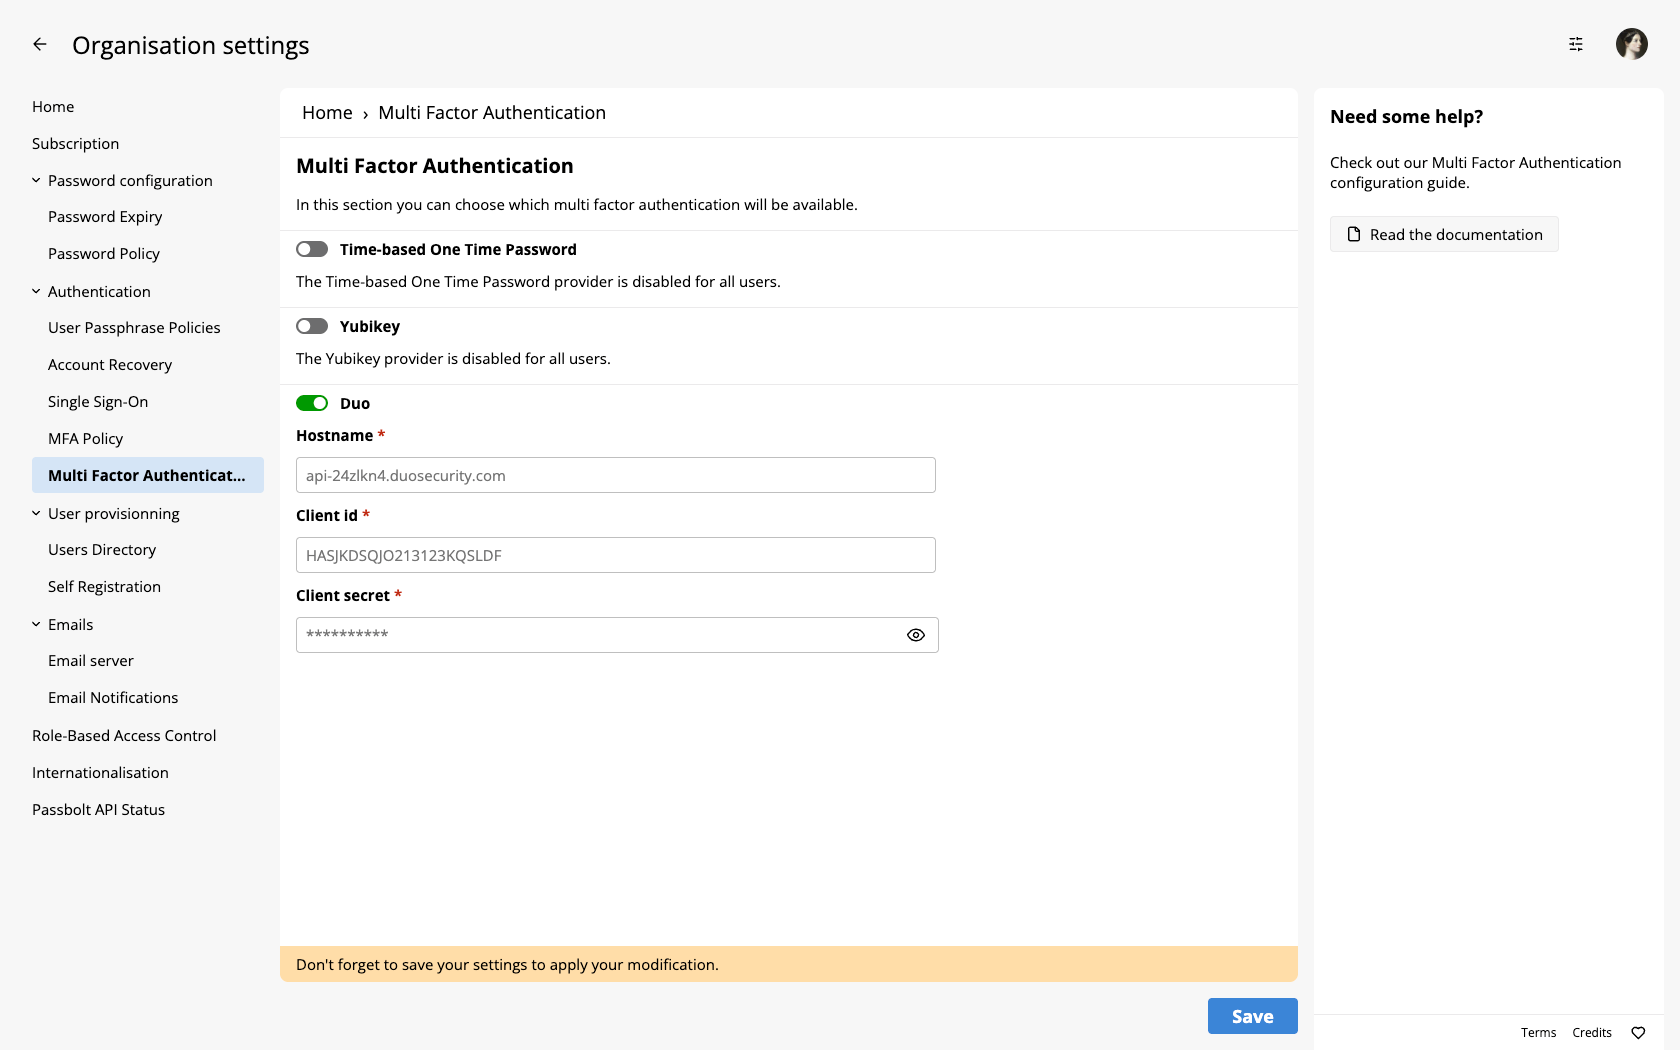 Organisation settings
Home
Subscription
Password configuration
Password Expiry
Password Policy
Authentication
User Passphrase Policies
Account Recovery
Single Sign-On
MFA Policy
Multi Factor Authenticat...
User provisionning
Users Directory
Self Registration
Emails
Email server
Email Notifications
Role-Based Access Control
Internationalisation
Passbolt API Status
Home › Multi Factor Authentication
Multi Factor Authentication
In this section you can choose which multi factor authentication will be available.
Time-based One Time Password
The Time-based One Time Password provider is disabled for all users.
Yubikey
The Yubikey provider is disabled for all users.
Duo
Hostname *
api-24zlkn4.duosecurity.com
Client id *
HASJKDSQJO213123KQSLDF
Client secret *
**********
Don't forget to save your settings to apply your modification.
Save
Need some help?
Check out our Multi Factor Authentication
configuration guide.
Read the documentation
Terms Credits